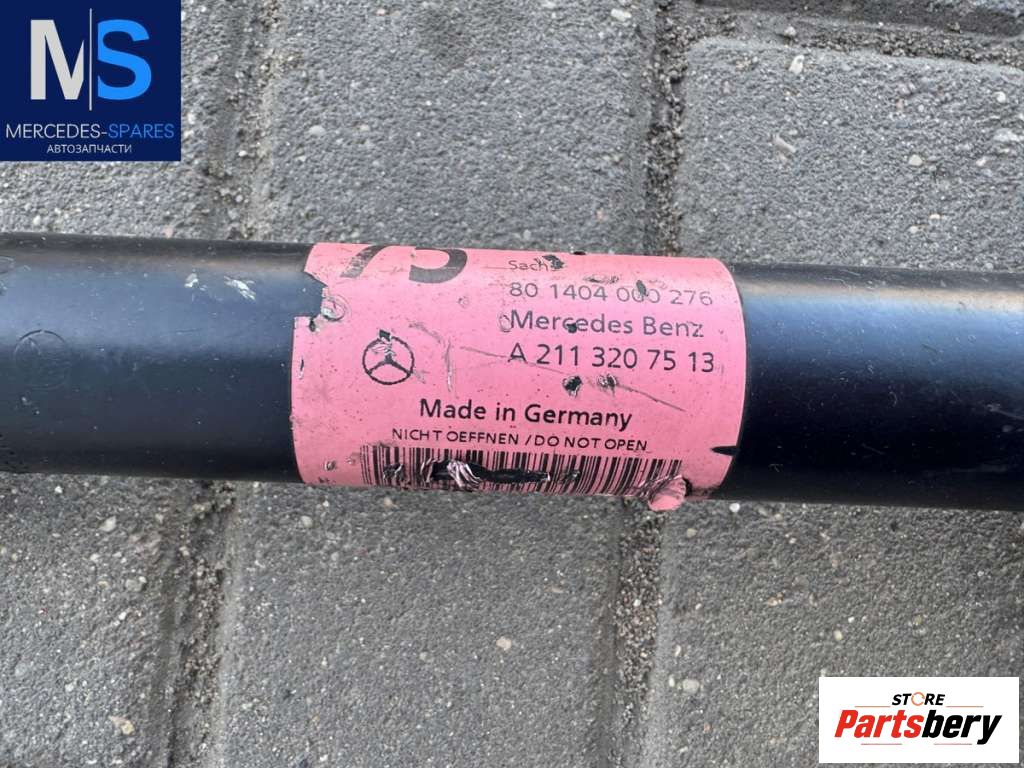 MS
MERCEDES-SPARES
АВТОЗАПЧАСТИ
75
Sachs
80 1404 000 276
Mercedes Benz
A 211 320 75 13
Made in Germany
NICHT OEFFNEN / DO NOT OPEN
STORE
Partsbery